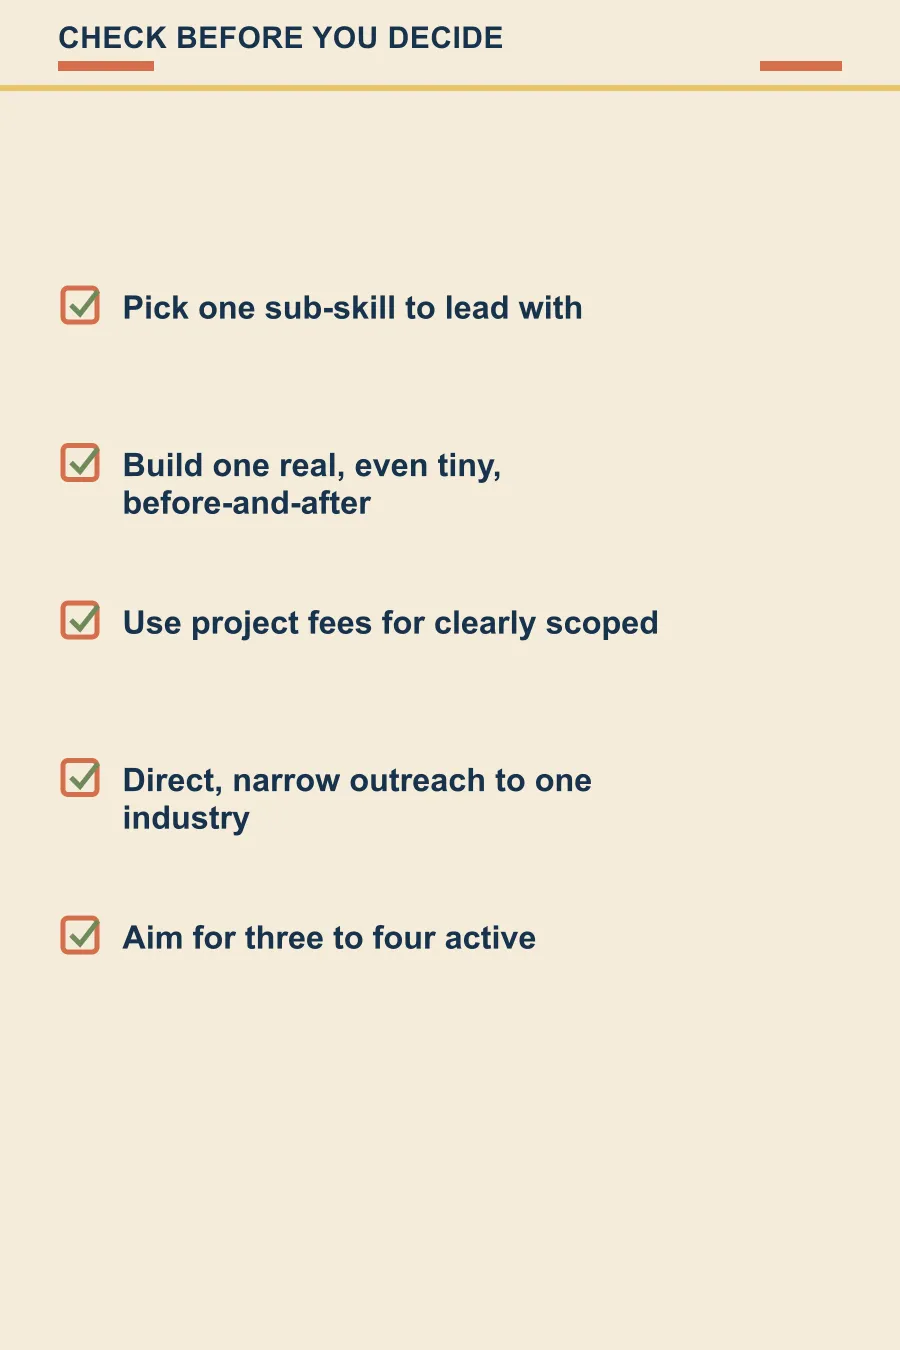 CHECK BEFORE YOU DECIDE
Pick one sub-skill to lead with
Build one real, even tiny,
before-and-after
Use project fees for clearly scoped
Direct, narrow outreach to one
industry
Aim for three to four active